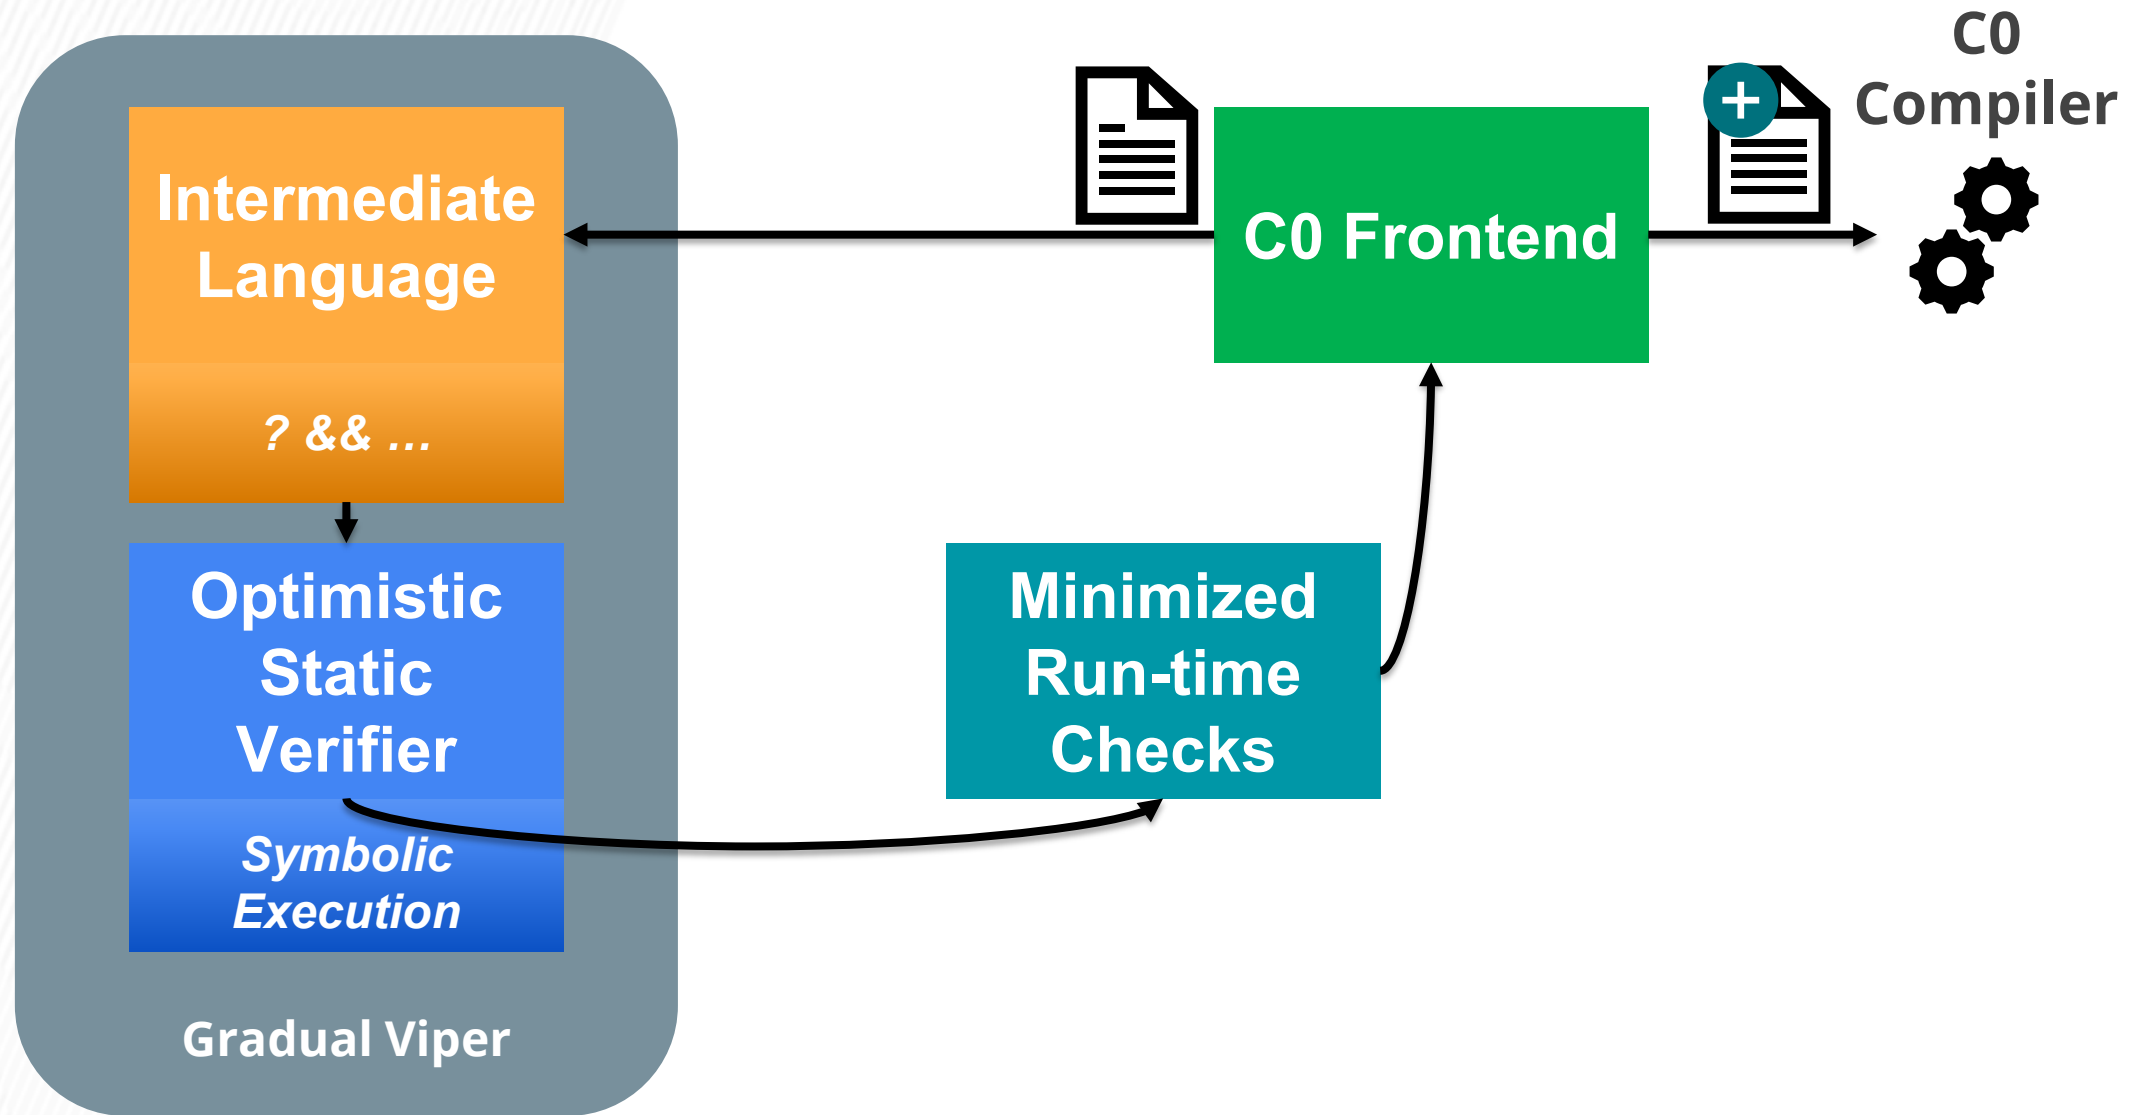 C0
Compiler
Intermediate
Language
? && ...
C0 Frontend
+
Optimistic
Static
Verifier
Symbolic
Execution
Minimized
Run-time
Checks
Gradual Viper